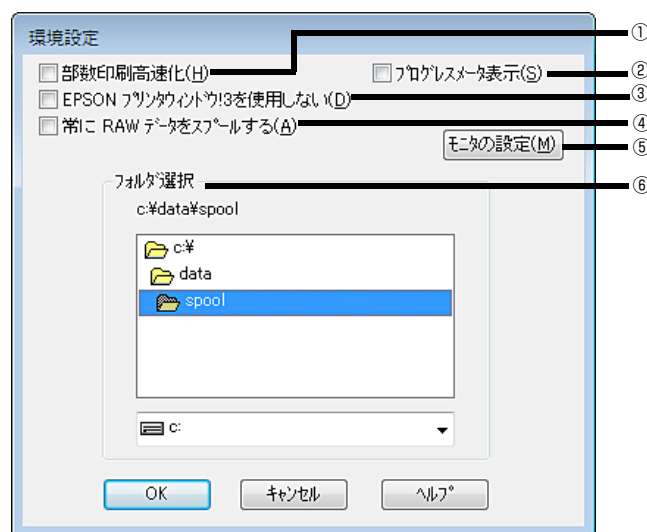 環境設定
部数印刷高速化(H) ①
プログレスメータ表示(S) ②
EPSON プリンタウィンドウ!3を使用しない(D) ③
常に RAW データをスプールする(A) ④
モニタの設定(M) ⑤
フォルダ選択 ⑥
c:¥data¥spool
c:¥
data
spool
c:
OK キャンセル ヘルプ